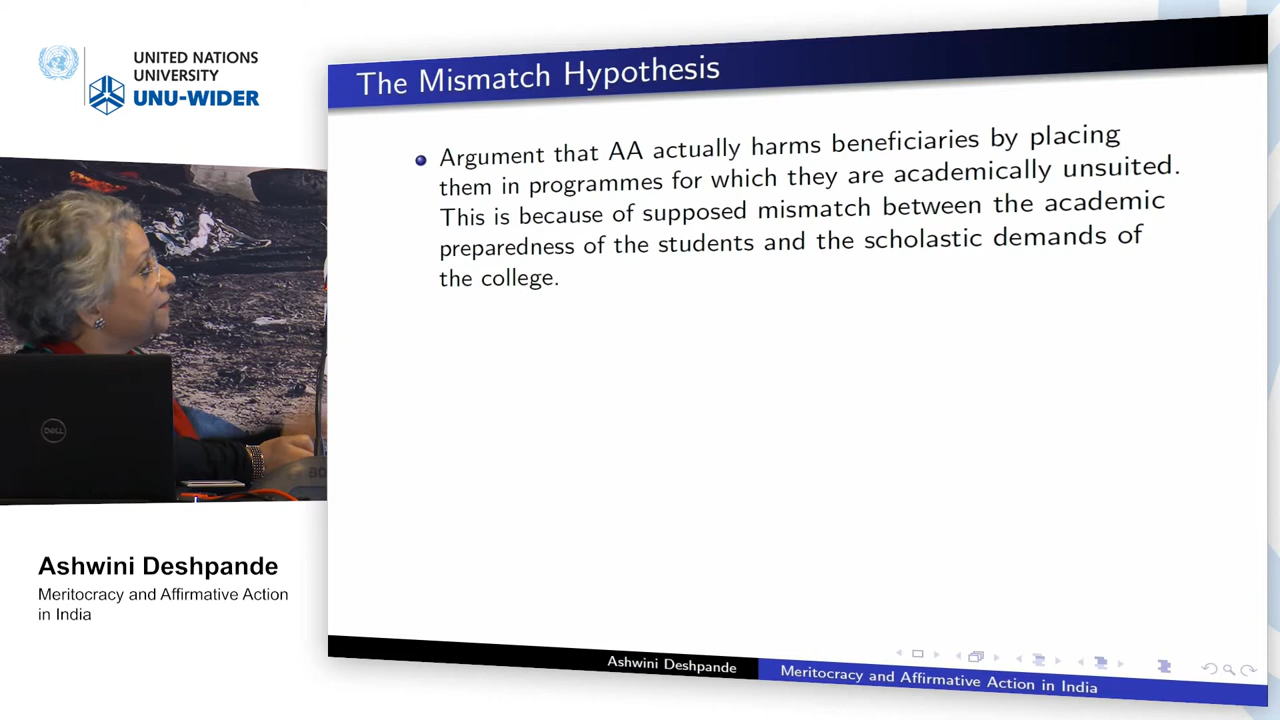 UNITED NATIONS
UNIVERSITY
UNU-WIDER
The Mismatch Hypothesis
Argument that AA actually harms beneficiaries by placing
them in programmes for which they are academically unsuited.
This is because of supposed mismatch between the academic
preparedness of the students and the scholastic demands of
the college.
DELL
Ashwini Deshpande
Meritocracy and Affirmative Action
in India
Ashwini Deshpande
Meritocracy and Affirmative Action in India